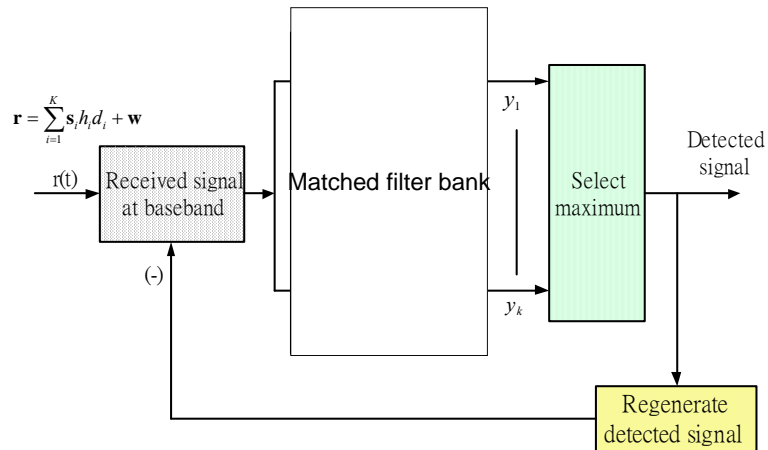 r = \sum_{i=1}^{K} s_i h_i d_i + w
r(t)
Received signal
at baseband
(-)
Matched filter bank
y_1
y_k
Select
maximum
Detected
signal
Regenerate
detected signal